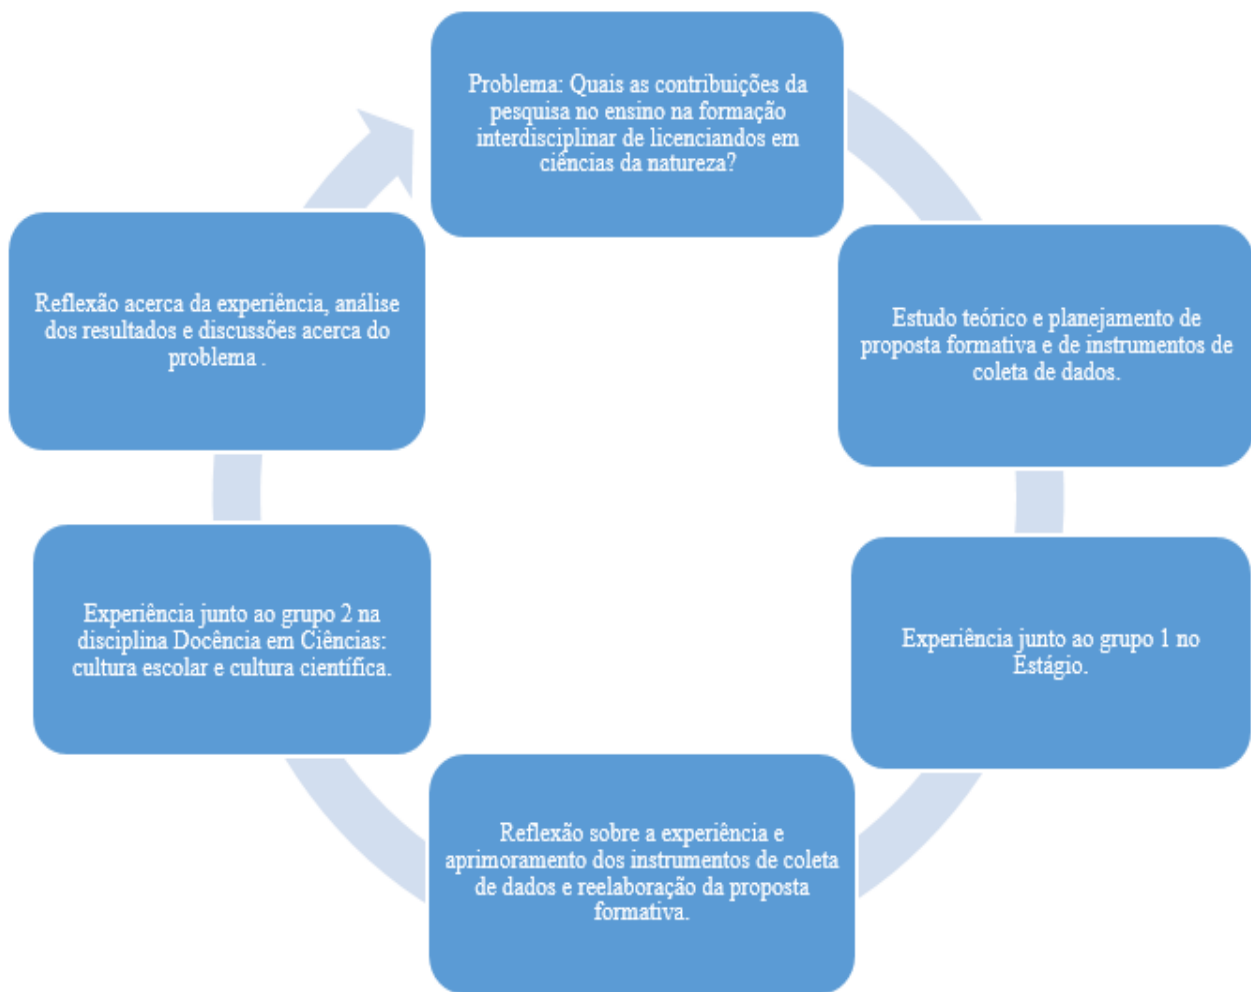 Problema: Quais as contribuições da
pesquisa no ensino na formação
interdisciplinar de licenciandos em
ciências da natureza?
Estudo teórico e planejamento de
proposta formativa e de instrumentos de
coleta de dados.
Experiência junto ao grupo 1 no
Estágio.
Reflexão sobre a experiência e
aprimoramento dos instrumentos de coleta
de dados e reelaboração da proposta
formativa.
Experiência junto ao grupo 2 na
disciplina Docência em Ciências:
cultura escolar e cultura científica.
Reflexão acerca da experiência, análise
dos resultados e discussões acerca do
problema .